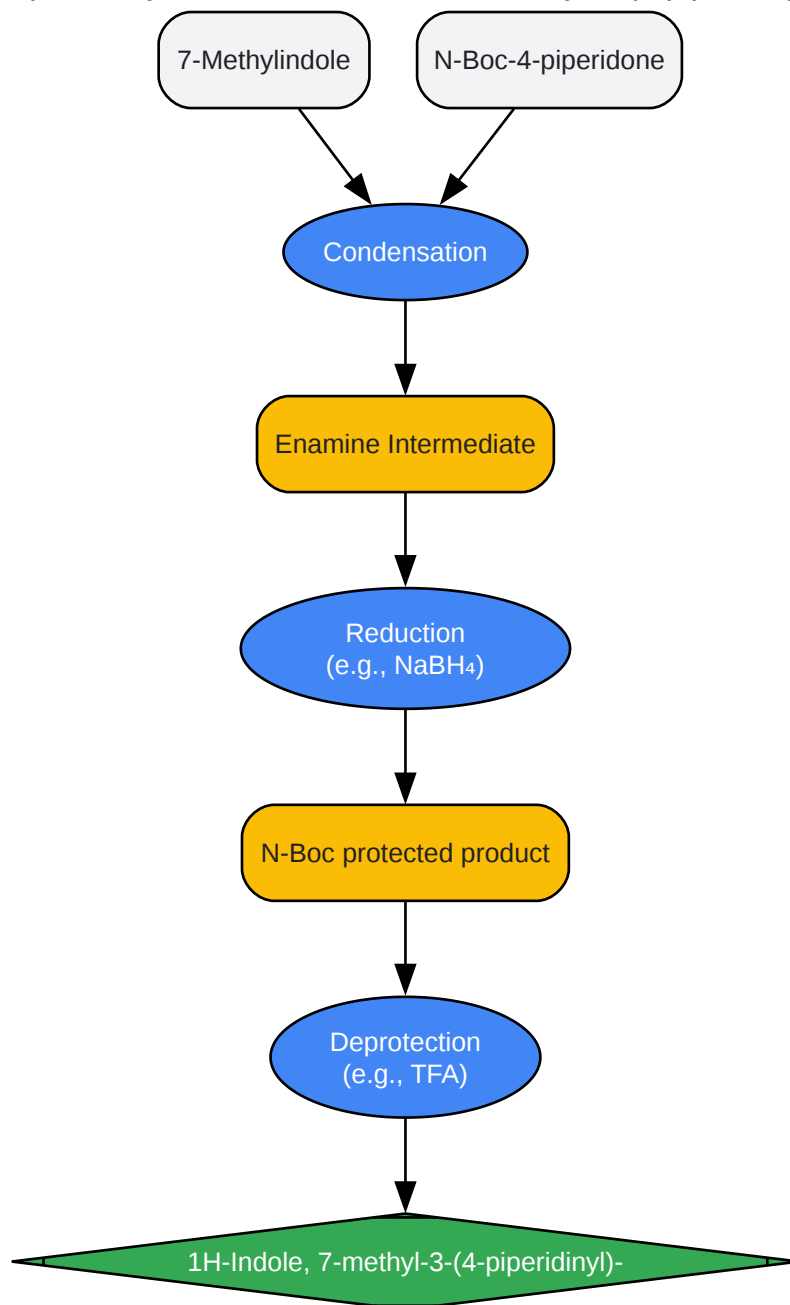 7-Methylindole
N-Boc-4-piperidone
Condensation
Enamine Intermediate
Reduction
(e.g., NaBH₄)
N-Boc protected product
Deprotection
(e.g., TFA)
1H-Indole, 7-methyl-3-(4-piperidinyl)-